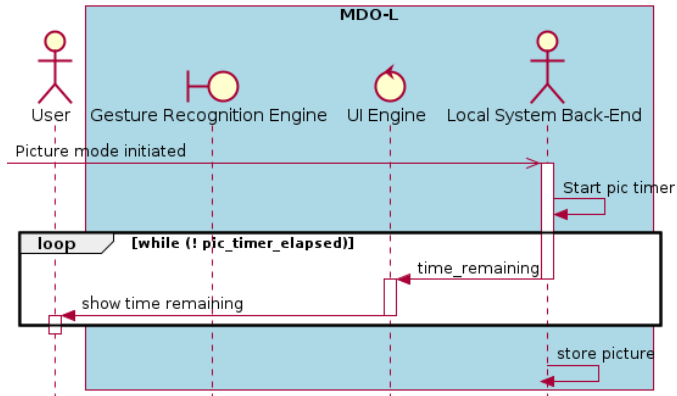 MDO-L
User
Gesture Recognition Engine
UI Engine
Local System Back-End
Picture mode initiated
Start pic timer
loop
[while (! pic_timer_elapsed)]
time_remaining
show time remaining
store picture